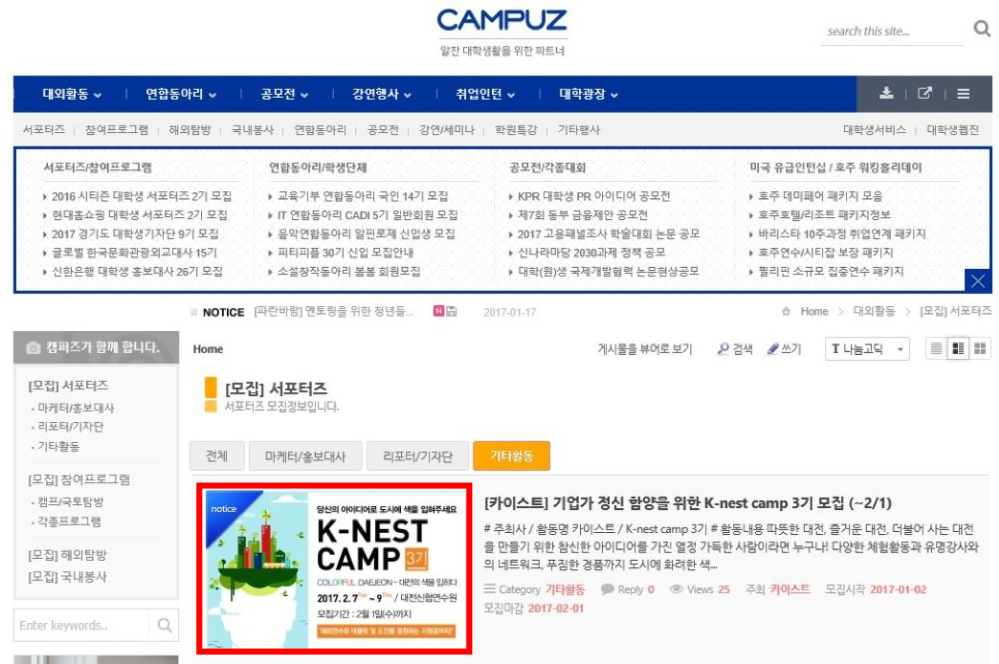 CAMPUZ
알찬 대학생활을 위한 파트너
search this site...
대외활동 연합동아리 공모전 강연행사 취업인턴 대학광장
서포터즈 참여프로그램 해외탐방 국내봉사 연합동아리 공모전 강연/세미나 학원특강 기타행사 대학생서비스 대학생웹진
서포터즈/참여프로그램
2016 시티즌 대학생 서포터즈 2기 모집
현대홈쇼핑 대학생 서포터즈 2기 모집
2017 경기도 대학생기자단 9기 모집
글로벌 한국문화관광외교대사 15기
신한은행 대학생 홍보대사 26기 모집
연합동아리/학생단체
교육기부 연합동아리 국인 14기 모집
IT 연합동아리 CADI 5기 일반회원 모집
음악연합동아리 알핀로제 신입생 모집
피티피플 30기 신입 모집안내
소설창작동아리 봄봄 회원모집
공모전/각종대회
KPR 대학생 PR 아이디어 공모전
제7회 동부 금융제안 공모전
2017 고용패널조사 학술대회 논문 공모
신나라마당 2030과제 정책 공모
대학(원)생 국제개발협력 논문현상공모
미국 유급인턴십 / 호주 워킹홀리데이
호주 데미페어 패키지 모음
호주호텔/리조트 패키지정보
바리스타 10주과정 취업연계 패키지
호주연수/시티잡 보장 패키지
필리핀 소규모 집중연수 패키지
NOTICE [파란바람] 멘토링을 위한 청년들... N 2017-01-17
Home > 대외활동 > [모집] 서포터즈
캠퍼즈가 함께 합니다.
[모집] 서포터즈
- 마케터/홍보대사
- 리포터/기자단
- 기타활동
[모집] 참여프로그램
- 캠프/국토탐방
- 각종프로그램
[모집] 해외탐방
[모집] 국내봉사
Enter keywords..
Home
게시물을 뷰어로 보기 검색 쓰기 T 나눔고딕
[모집] 서포터즈
서포터즈 모집정보입니다.
전체 마케터/홍보대사 리포터/기자단 기타활동
notice
당신의 아이디어로 도시에 색을 입혀주세요
K-NEST
CAMP 3기
COLORFUL DAEJEON - 대전의 색을 입히다
2017. 2. 7 ~ 9 / 대전신협연수원
모집기간 : 2월 1일(수)까지
[카이스트] 기업가 정신 함양을 위한 K-nest camp 3기 모집 (~2/1)
# 주최사 / 활동명 카이스트 / K-nest camp 3기 # 활동내용 따뜻한 대전, 즐거운 대전, 더불어 사는 대전
을 만들기 위한 참신한 아이디어를 가진 열정 가득한 사람이라면 누구나! 다양한 체험활동과 유명강사와
의 네트워크, 푸짐한 경품까지 도시에 화려한 색...
Category 기타활동 Reply 0 Views 25 주최 카이스트 모집시작 2017-01-02
모집마감 2017-02-01